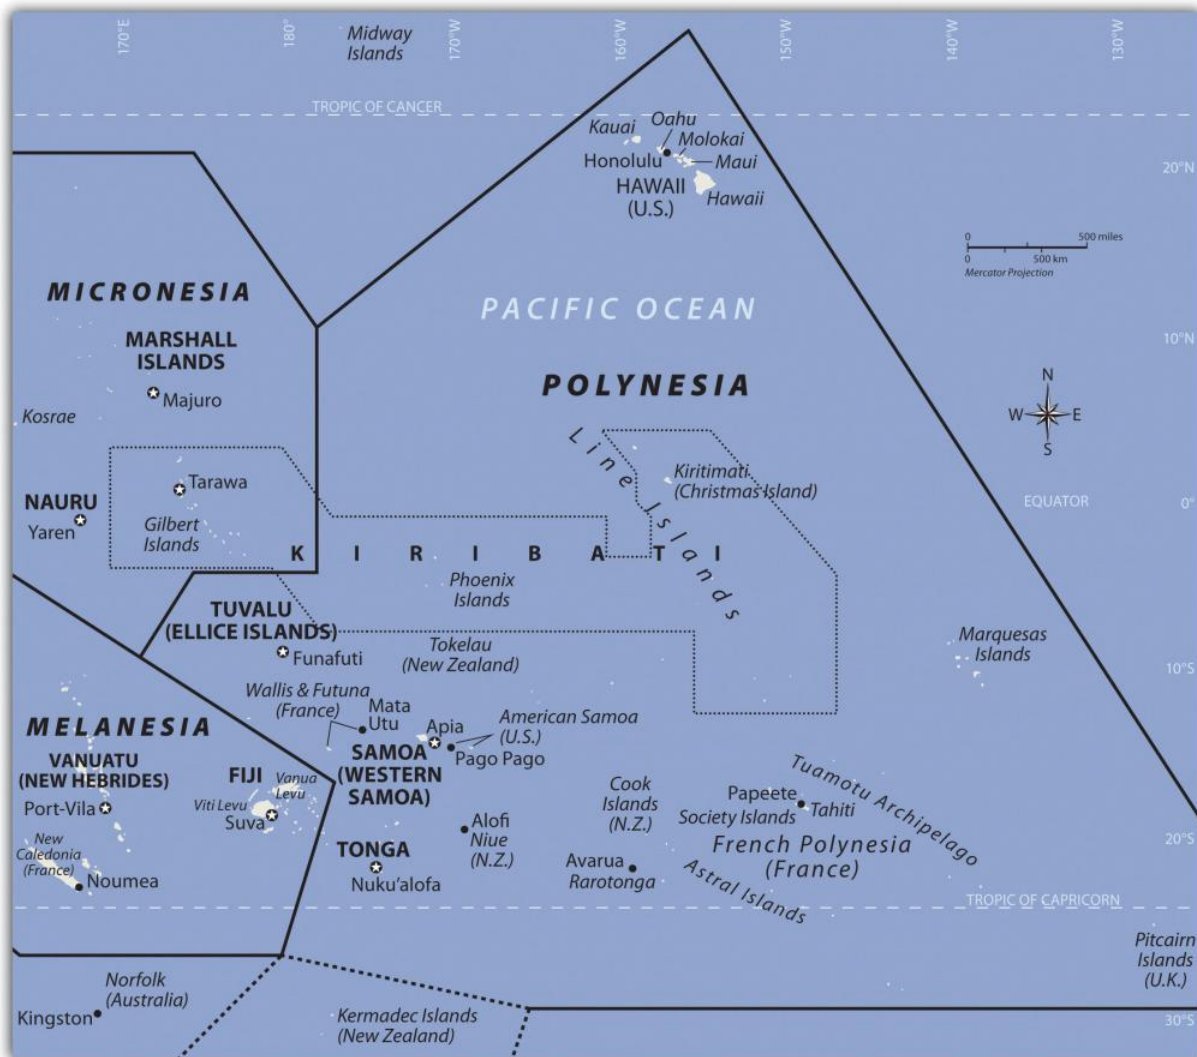 170°E
180°
170°W
160°W
150°W
140°W
130°W
Midway
Islands
TROPIC OF CANCER
Kauai
Oahu
Molokai
Honolulu
Maui
HAWAII
(U.S.)
Hawaii
20°N
0
500 miles
0
500 km
Mercator Projection
MICRONESIA
PACIFIC OCEAN
MARSHALL
ISLANDS
Majuro
10°N
POLYNESIA
N
W
E
S
Kosrae
Line Islands
Kiritimati
(Christmas Island)
Tarawa
NAURU
Yaren
Gilbert
Islands
EQUATOR
0°
KIRIBATI
Phoenix
Islands
TUVALU
(ELLICE ISLANDS)
Funafuti
Tokelau
(New Zealand)
Marquesas
Islands
10°S
Wallis & Futuna
(France)
Mata
Utu
Apia
American Samoa
(U.S.)
Pago Pago
SAMOA
(WESTERN
SAMOA)
MELANESIA
VANUATU
(NEW HEBRIDES)
Port-Vila
FIJI
Vanua
Levu
Viti Levu
Suva
New
Caledonia
(France)
Noumea
TONGA
Nuku'alofa
Alofi
Niue
(N.Z.)
Cook
Islands
(N.Z.)
Avarua
Rarotonga
Papeete
Tahiti
Society Islands
Tuamotu Archipelago
French Polynesia
(France)
Astral Islands
20°S
TROPIC OF CAPRICORN
Pitcairn
Islands
(U.K.)
Norfolk
(Australia)
Kingston
Kermadec Islands
(New Zealand)
30°S